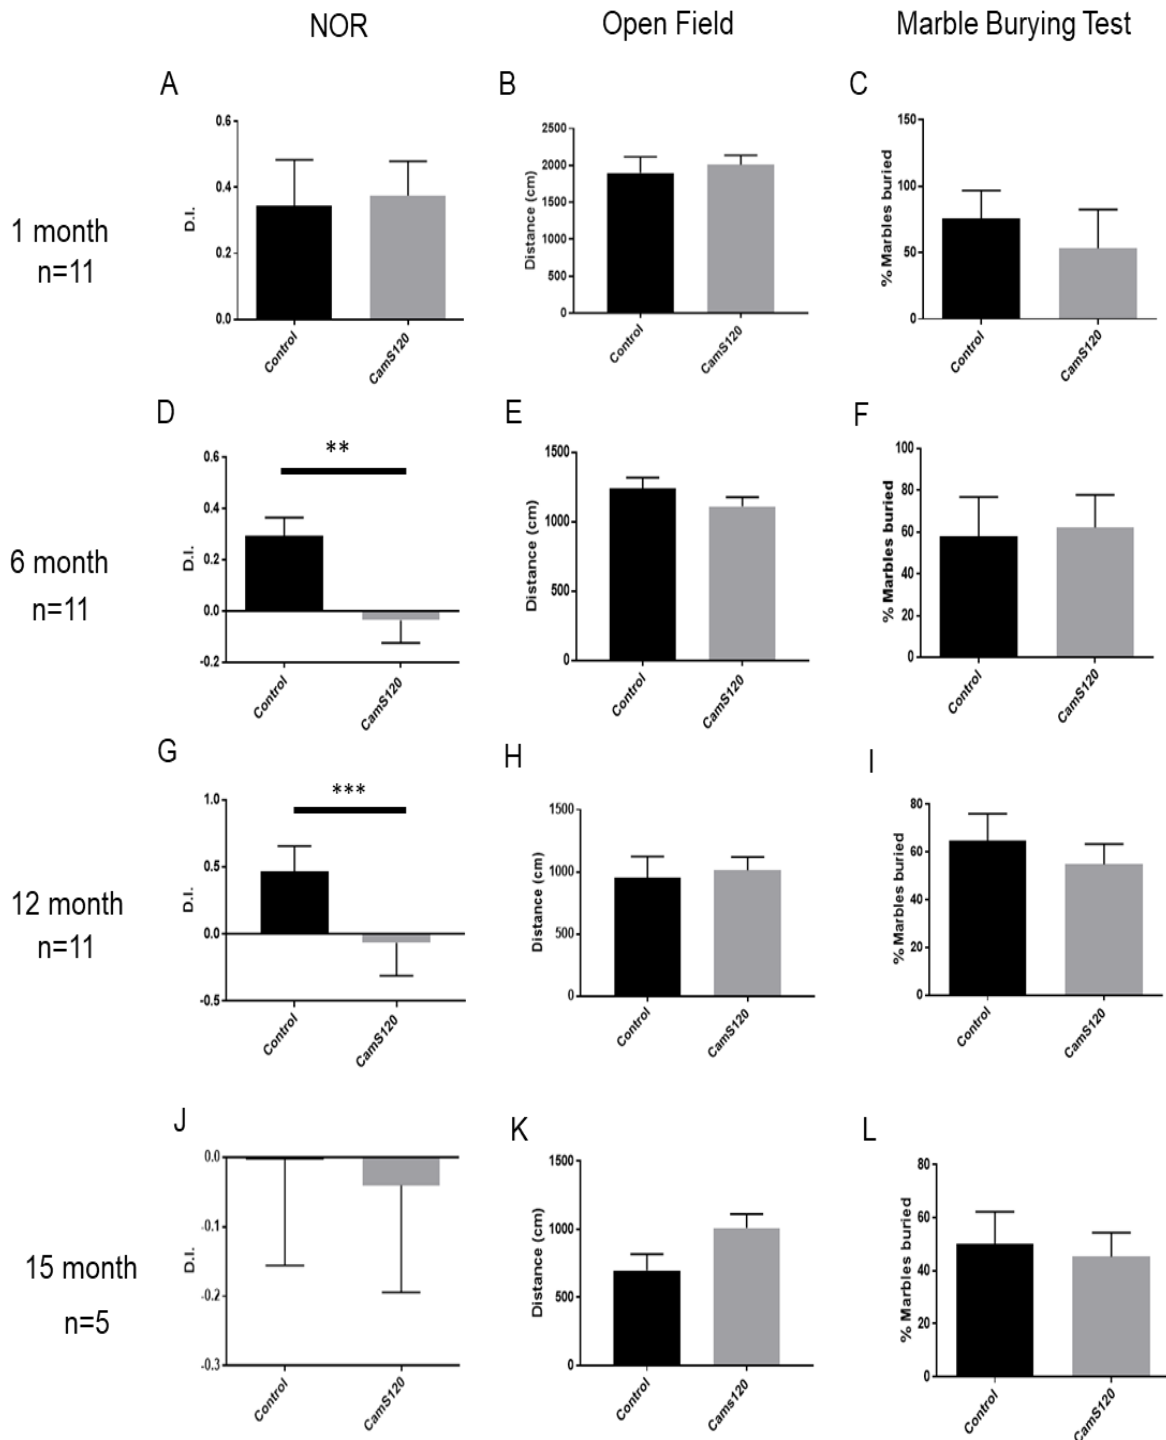 NOR Open Field Marble Burying Test
A B C
1 month
n=11
0.6
0.4
0.2
0.0
D.I.
Control
CamS120
2500
2000
1500
1000
500
0
Distance (cm)
Control
CamS120
150
100
50
0
% Marbles buried
Control
CamS120
D E F
6 month
n=11
**
0.6
0.4
0.2
0.0
-0.2
D.I.
Control
CamS120
1500
1000
500
0
Distance (cm)
Control
CamS120
100
80
60
40
20
0
% Marbles buried
Control
CamS120
G H I
12 month
n=11
***
1.0
0.5
0.0
-0.5
D.I.
Control
CamS120
1500
1000
500
0
Distance (cm)
Control
CamS120
80
60
40
20
0
% Marbles buried
Control
CamS120
J K L
15 month
n=5
0.0
-0.1
-0.2
-0.3
D.I.
Control
CamS120
1500
1000
500
0
Distance (cm)
Control
Cams120
80
60
40
20
0
% Marbles buried
Control
CamS120